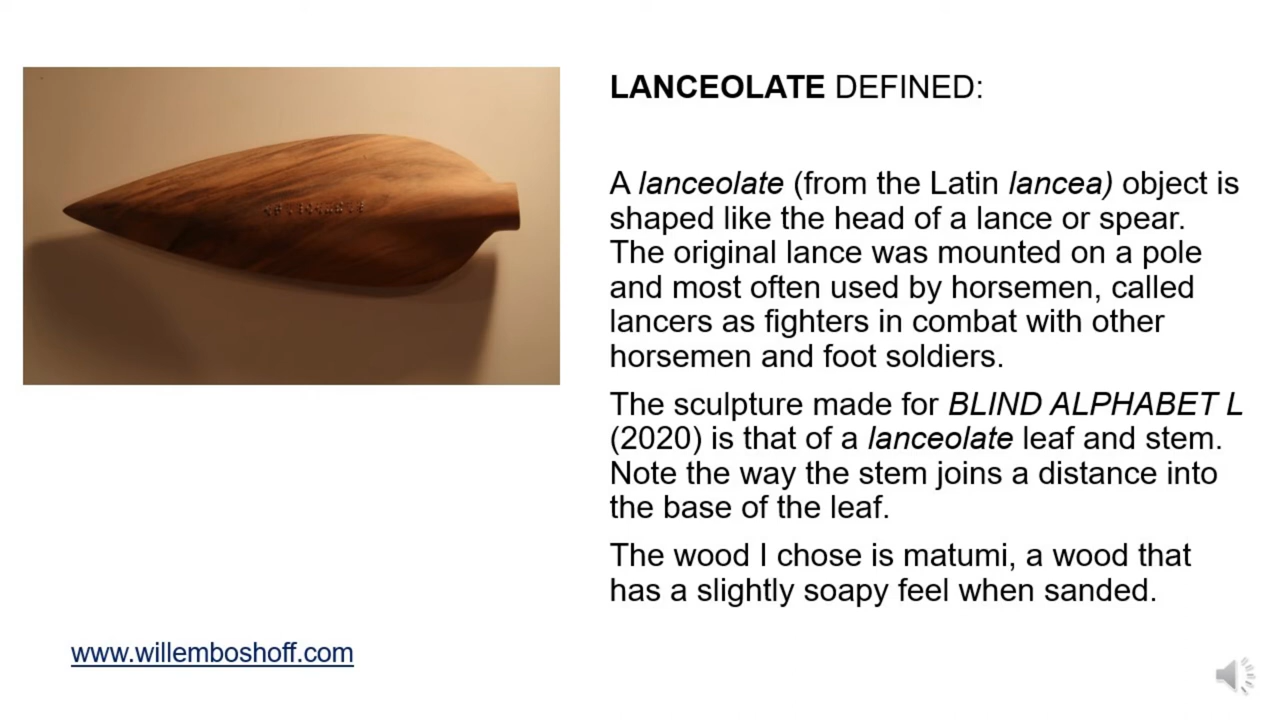 LANCEOLATE DEFINED:
A lanceolate (from the Latin lancea) object is
shaped like the head of a lance or spear.
The original lance was mounted on a pole
and most often used by horsemen, called
lancers as fighters in combat with other
horsemen and foot soldiers.
The sculpture made for BLIND ALPHABET L
(2020) is that of a lanceolate leaf and stem.
Note the way the stem joins a distance into
the base of the leaf.
The wood I chose is matumi, a wood that
has a slightly soapy feel when sanded.
www.willemboshoff.com